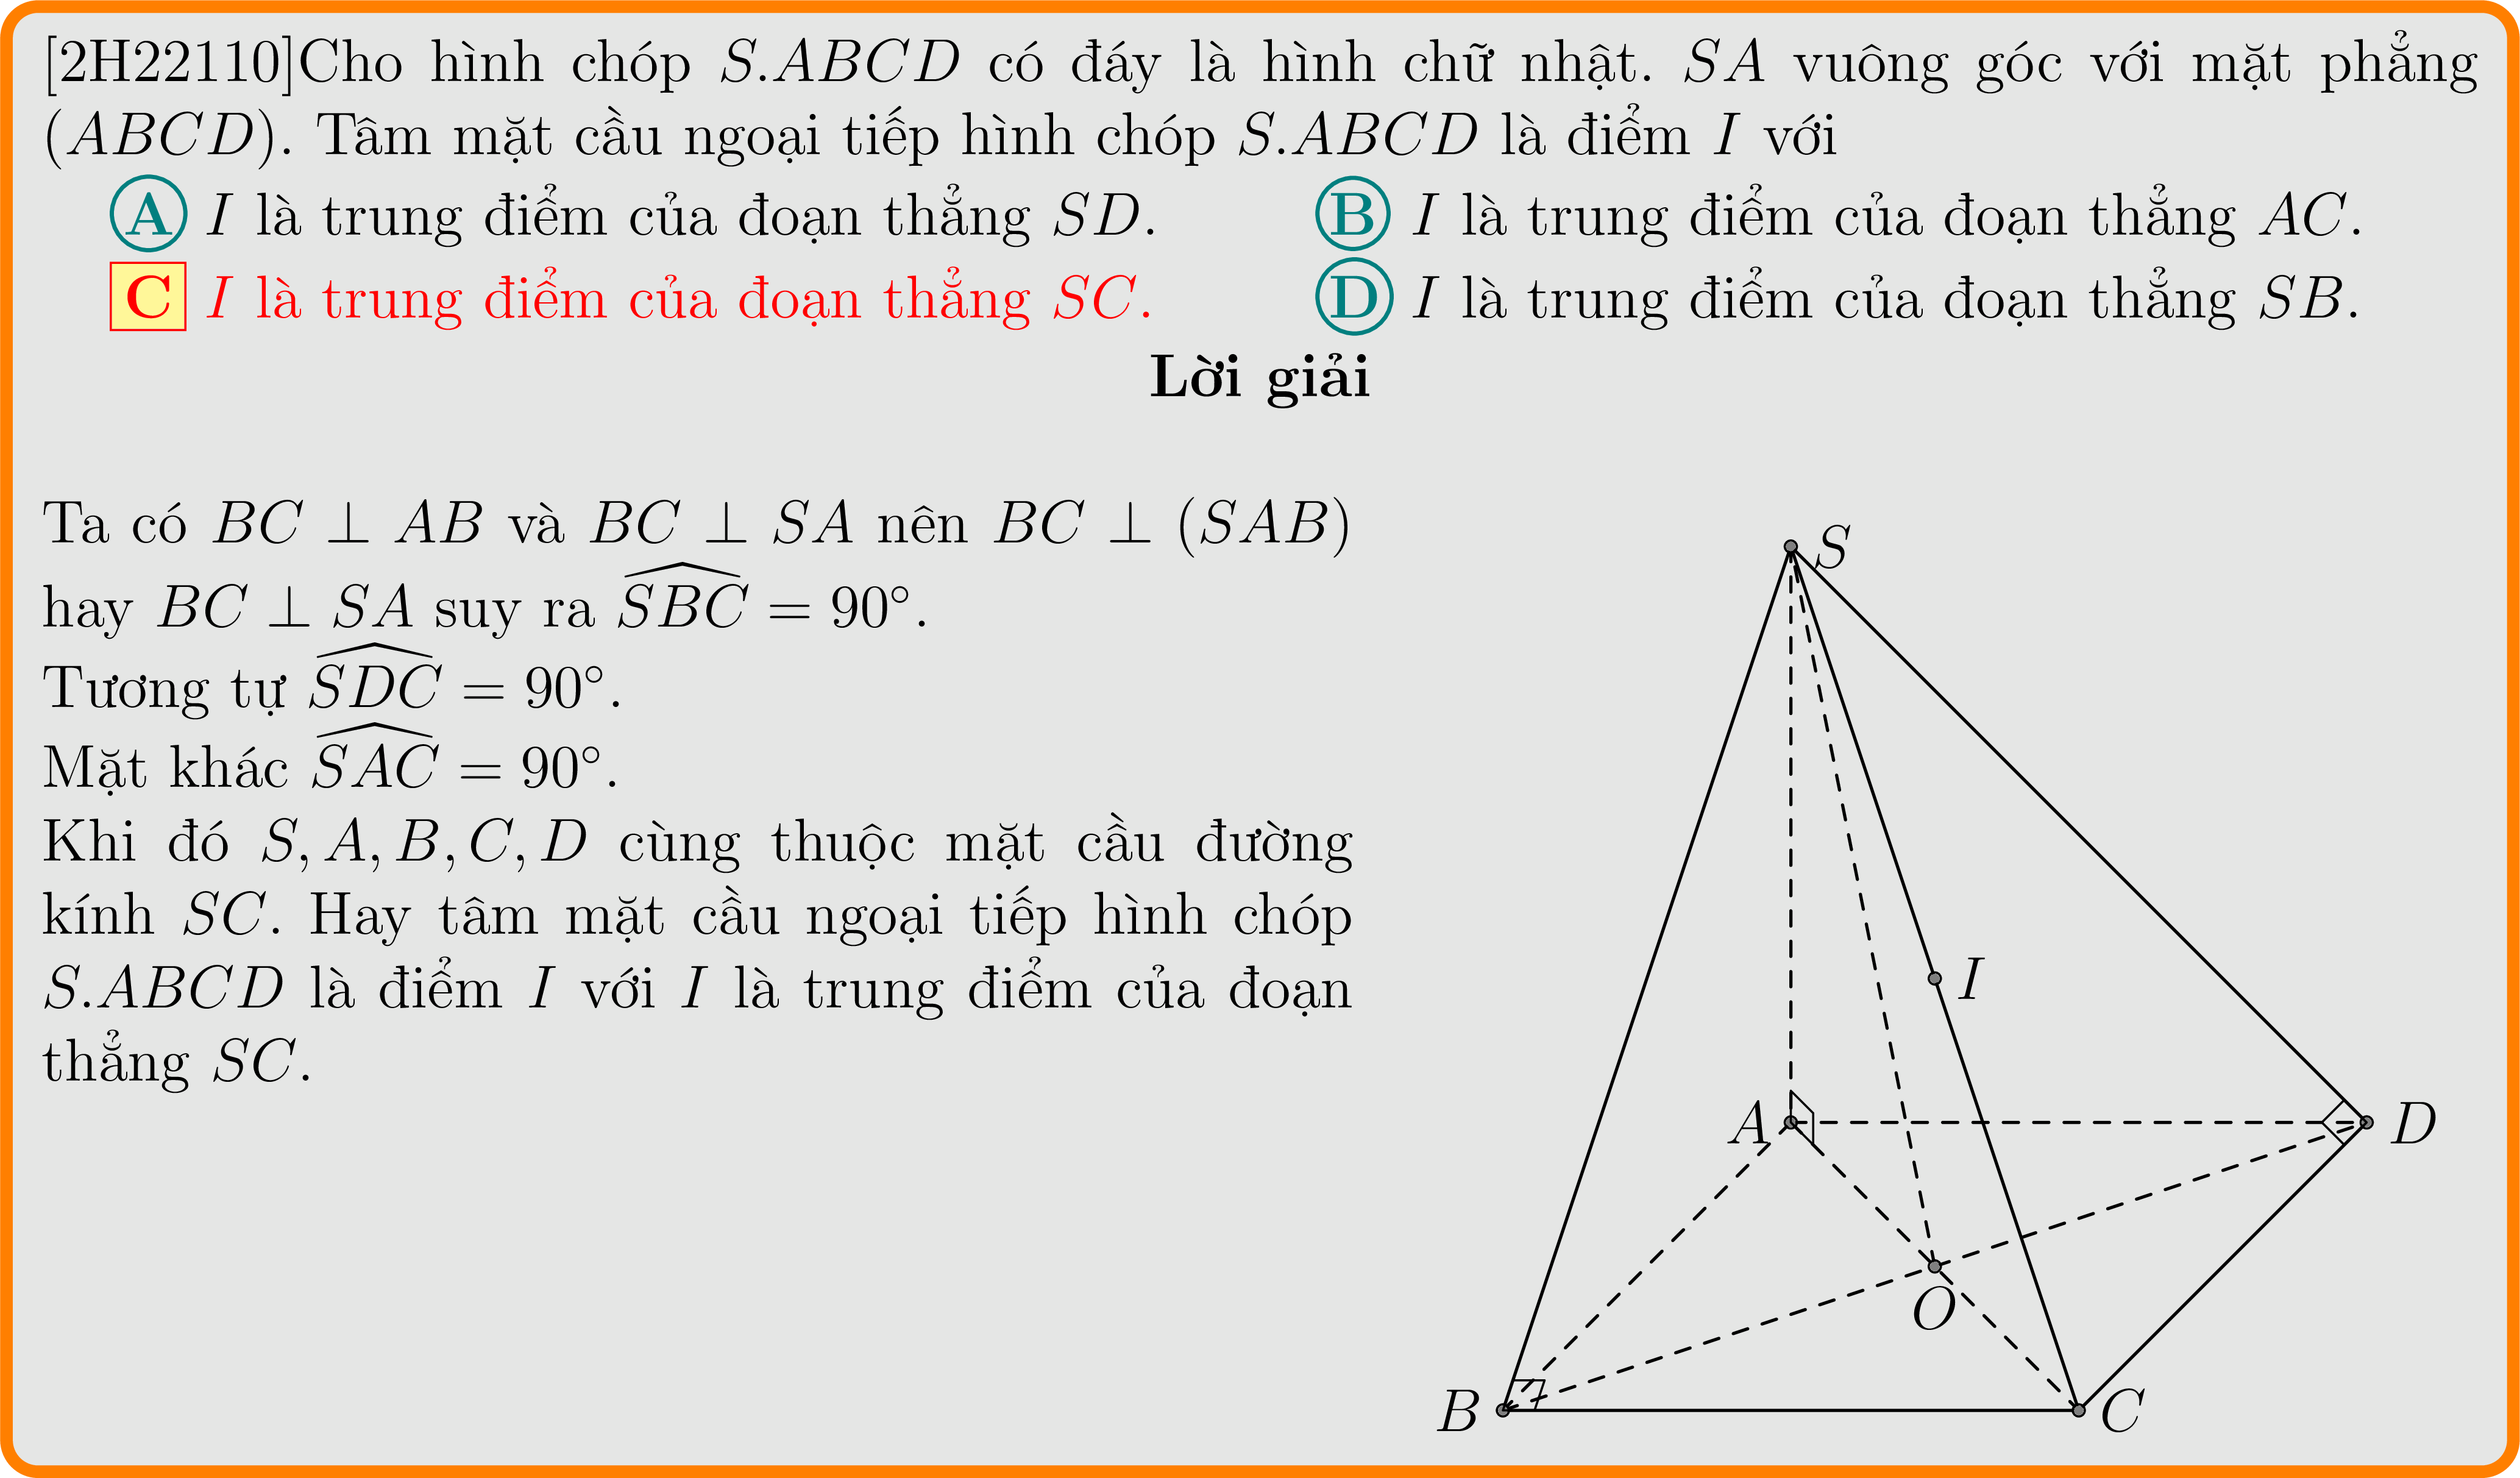 [2H22110]Cho hình chóp S.ABCD có đáy là hình chữ nhật. SA vuông góc với mặt phẳng
(ABCD). Tâm mặt cầu ngoại tiếp hình chóp S.ABCD là điểm I với
A I là trung điểm của đoạn thẳng SD. B I là trung điểm của đoạn thẳng AC.
C I là trung điểm của đoạn thẳng SC. D I là trung điểm của đoạn thẳng SB.
Lời giải
Ta có BC ⊥ AB và BC ⊥ SA nên BC ⊥ (SAB)
hay BC ⊥ SA suy ra \widehat{SBC} = 90°.
Tương tự \widehat{SDC} = 90°.
Mặt khác \widehat{SAC} = 90°.
Khi đó S, A, B, C, D cùng thuộc mặt cầu đường
kính SC. Hay tâm mặt cầu ngoại tiếp hình chóp
S.ABCD là điểm I với I là trung điểm của đoạn
thẳng SC.
S
I
A
D
O
B
C